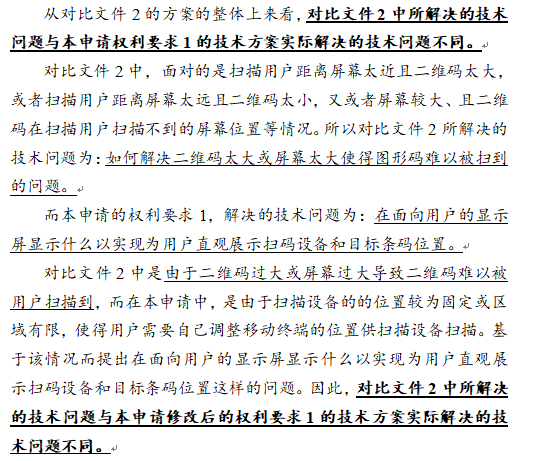 从对比文件 2 的方案的整体上来看，对比文件 2 中所解决的技术
问题与本申请权利要求 1 的技术方案实际解决的技术问题不同。
对比文件 2 中，面对的是扫描用户距离屏幕太近且二维码太大，
或者扫描用户距离屏幕太远且二维码太小，又或者屏幕较大、且二维
码在扫描用户扫描不到的屏幕位置等情况。所以对比文件 2 所解决的
技术问题为：如何解决二维码太大或屏幕太大使得图形码难以被扫到
的问题。
而本申请的权利要求 1，解决的技术问题为：在面向用户的显示
屏显示什么以实现为用户直观展示扫码设备和目标条码位置。
对比文件 2 中是由于二维码过大或屏幕过大导致二维码难以被
用户扫描到，而在本申请中，是由于扫描设备的的位置较为固定或区
域有限，使得用户需要自己调整移动终端的位置供扫描设备扫描。基
于该情况而提出在面向用户的显示屏显示什么以实现为用户直观展
示扫码设备和目标条码位置这样的问题。因此，对比文件 2 中所解决
的技术问题与本申请修改后的权利要求 1 的技术方案实际解决的技
术问题不同。